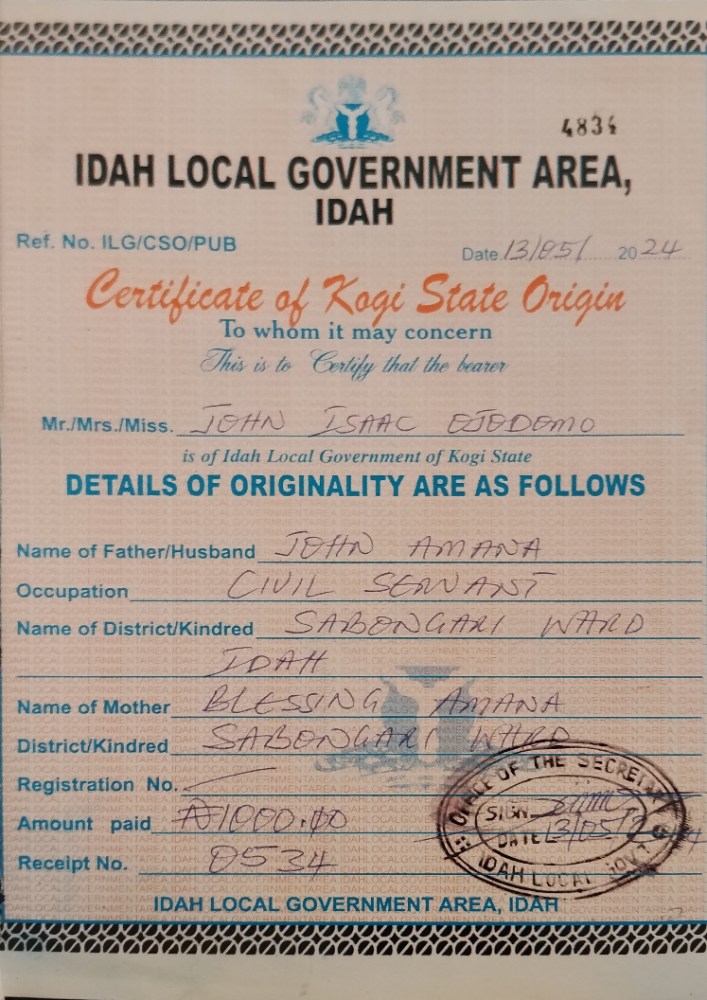 4834
IDAH LOCAL GOVERNMENT AREA,
IDAH
Ref. No. ILG/CSO/PUB
Date 13/05/ 2024
Certificate of Kogi State Origin
To whom it may concern
This is to Certify that the bearer
Mr./Mrs./Miss. JOHN ISAAC OJODOMO
is of Idah Local Government of Kogi State
DETAILS OF ORIGINALITY ARE AS FOLLOWS
Name of Father/Husband JOHN AMANA
Occupation CIVIL SERVANT
Name of District/Kindred SABONGARI WARD
IDAH
Name of Mother BLESSING AMANA
District/Kindred SABONGARI WARD
Registration No.
Amount paid ₦1000.00
Receipt No. 0534
OFFICE OF THE SECRETARY
SIGN
DATE 13/05/24
IDAH LOCAL GOVT.
IDAH LOCAL GOVERNMENT AREA, IDAH